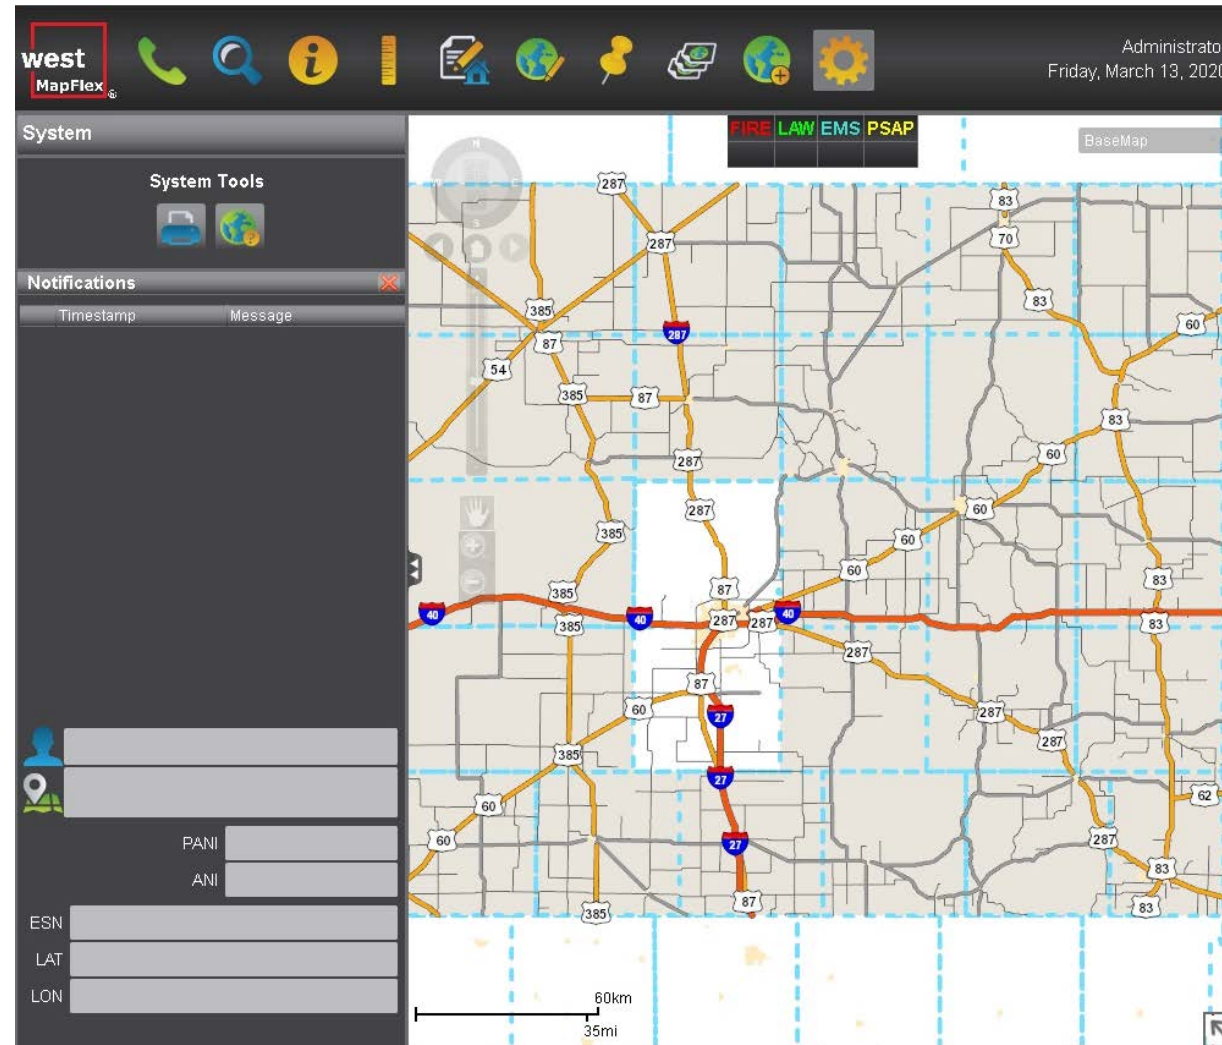 west
MapFlex ®
Administrato
Friday, March 13, 2020
System
System Tools
Notifications
Timestamp Message
PANI
ANI
ESN
LAT
LON
FIRE LAW EMS PSAP
BaseMap
N
S
287
83
287
70
83
385
60
287
87
54
385
87
83
60
287
287
60
385
60
60
83
87
385
40
40
40
385
287
287
83
287
87
60
27
287
287
385
27
60
62
60
27
287
83
87
83
385
60km
35mi